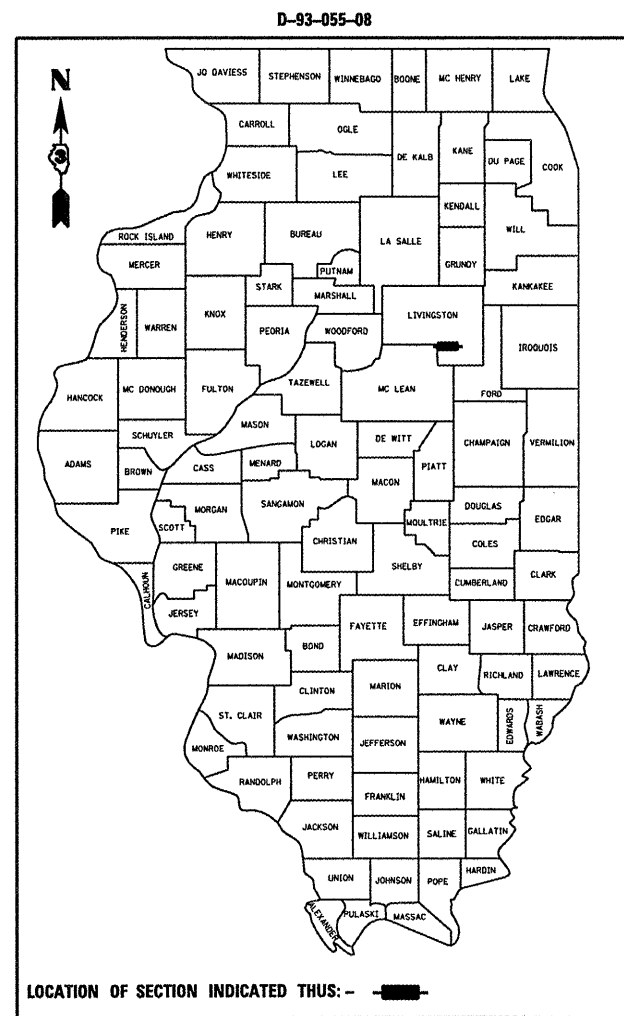 D-93-055-08
N
3
JO DAVIESS STEPHENSON WINNEBAGO BOONE MC HENRY LAKE
CARROLL OGLE DE KALB KANE DU PAGE COOK
WHITESIDE LEE KENDALL
ROCK ISLAND HENRY BUREAU LA SALLE WILL
MERCER PUTNAM GRUNDY
STARK MARSHALL KANKAKEE
HENDERSON WARREN KNOX PEORIA WOODFORD LIVINGSTON IROQUOIS
HANCOCK MC DONOUGH FULTON TAZEWELL MC LEAN FORD
SCHUYLER MASON LOGAN DE WITT CHAMPAIGN VERMILION
ADAMS BROWN CASS MENARD MACON PIATT
PIKE SCOTT MORGAN SANGAMON CHRISTIAN MOULTRIE DOUGLAS EDGAR
COLES
CALHOUN GREENE MACOUPIN MONTGOMERY SHELBY CUMBERLAND CLARK
JERSEY FAYETTE EFFINGHAM JASPER CRAWFORD
MADISON BOND CLAY RICHLAND LAWRENCE
CLINTON MARION
ST. CLAIR WAYNE EDWARDS WABASH
MONROE WASHINGTON JEFFERSON
RANDOLPH PERRY HAMILTON WHITE
FRANKLIN
JACKSON WILLIAMSON SALINE GALLATIN
UNION JOHNSON POPE HARDIN
ALEXANDER PULASKI MASSAC
LOCATION OF SECTION INDICATED THUS: -